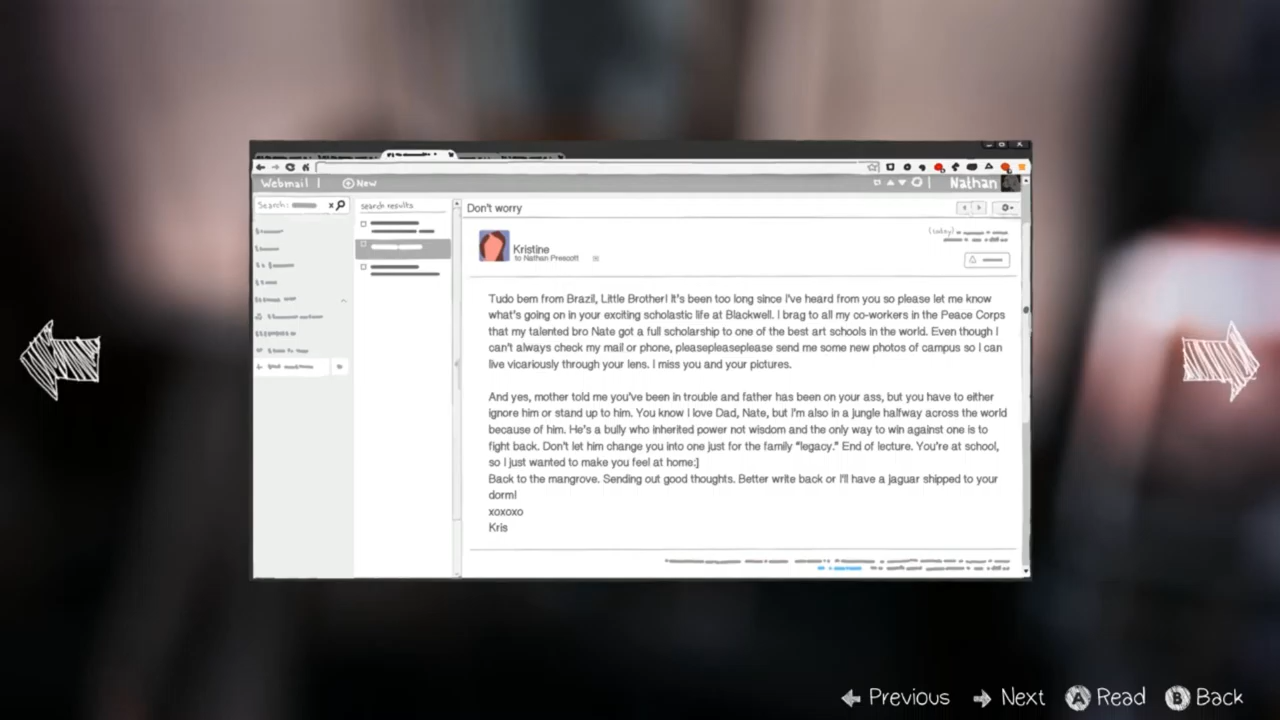 Webmail
New
Nathan
Search:
search results
Don't worry
(today)
Kristine
to Nathan Prescott
Tudo bem from Brazil, Little Brother! It's been too long since I've heard from you so please let me know
what's going on in your exciting scholastic life at Blackwell. I brag to all my co-workers in the Peace Corps
that my talented bro Nate got a full scholarship to one of the best art schools in the world. Even though I
can't always check my mail or phone, pleasepleaseplease send me some new photos of campus so I can
live vicariously through your lens. I miss you and your pictures.
And yes, mother told me you've been in trouble and father has been on your ass, but you have to either
ignore him or stand up to him. You know I love Dad, Nate, but I'm also in a jungle halfway across the world
because of him. He's a bully who inherited power not wisdom and the only way to win against one is to
fight back. Don't let him change you into one just for the family "legacy." End of lecture. You're at school,
so I just wanted to make you feel at home:]
Back to the mangrove. Sending out good thoughts. Better write back or I'll have a jaguar shipped to your
dorm!
xoxoxo
Kris
Previous
Next
A Read
B Back